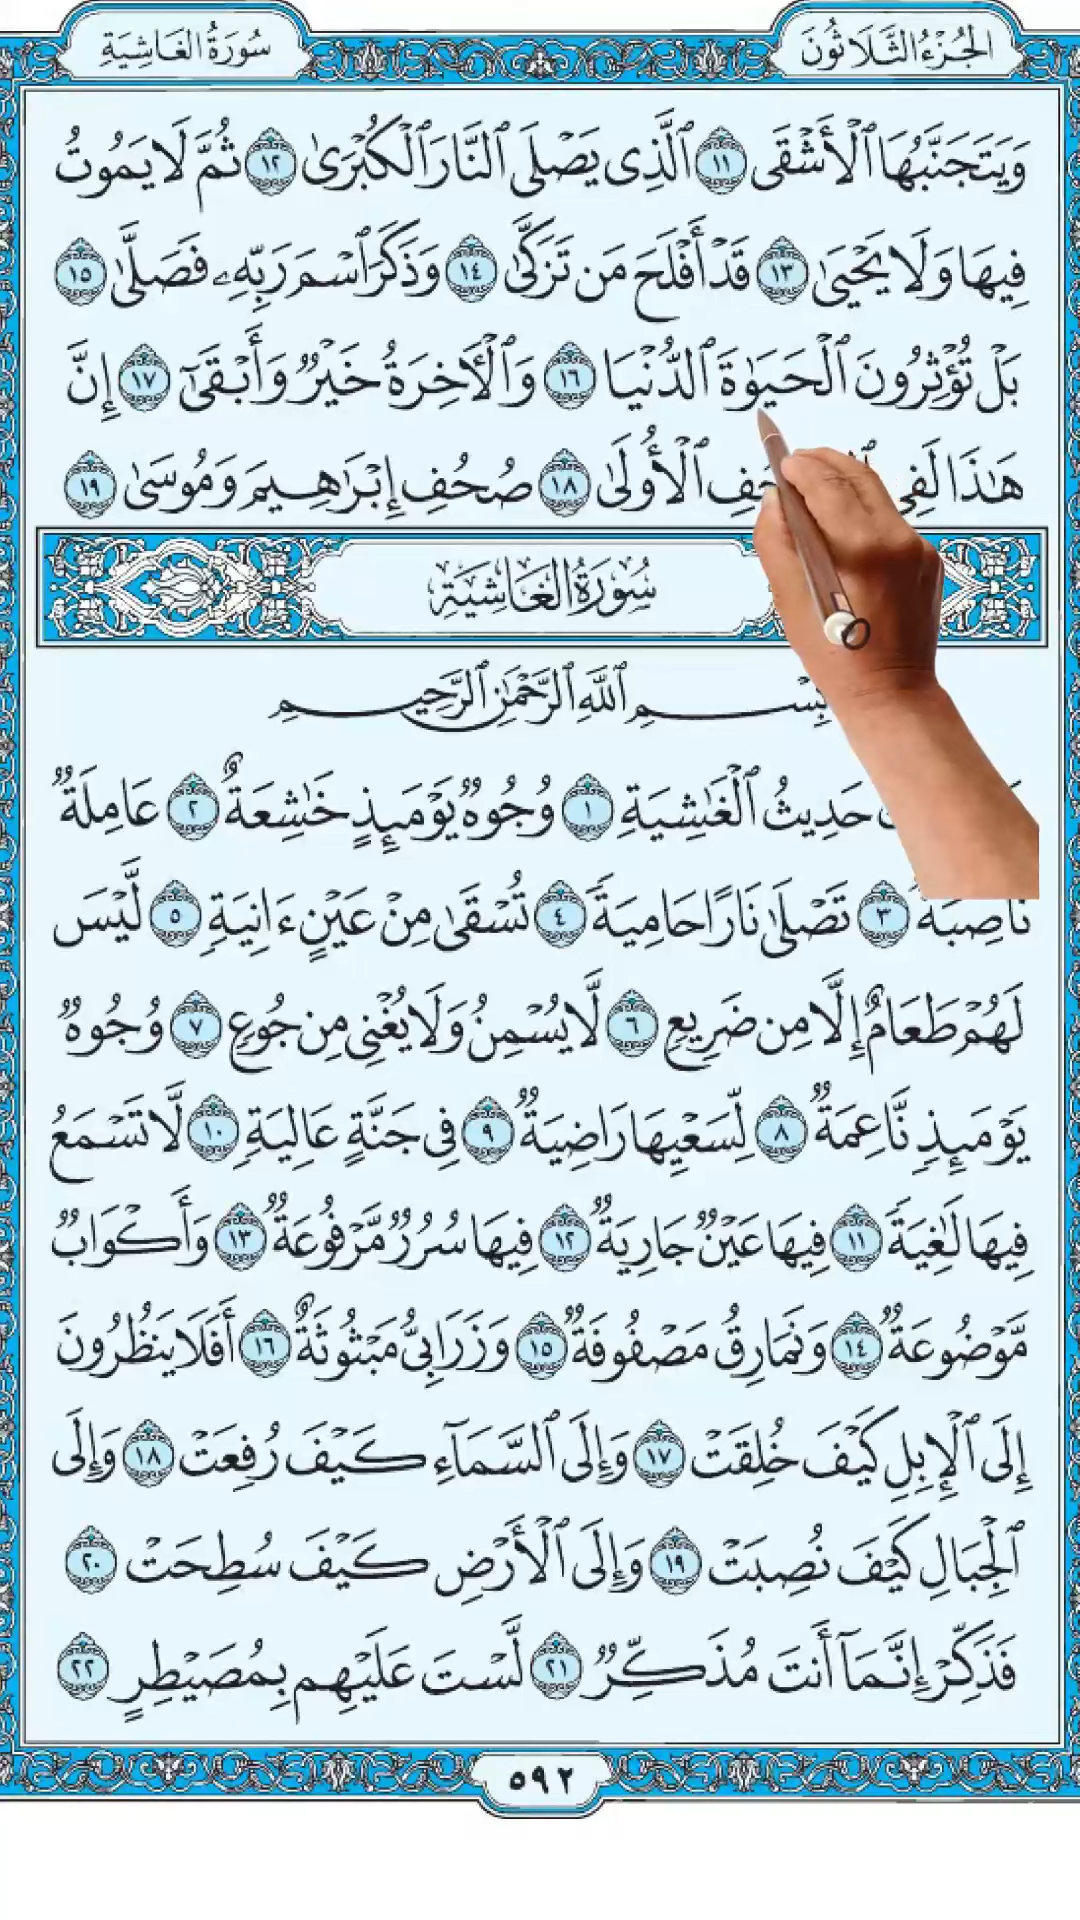 الجُزْءُ الثَّلَاثُونَ
سُورَةُ الغَاشِيَةِ
وَيَتَجَنَّبُهَا ٱلْأَشْقَى ١١ ٱلَّذِى يَصْلَى ٱلنَّارَ ٱلْكُبْرَىٰ ١٢ ثُمَّ لَا يَمُوتُ
فِيهَا وَلَا يَحْيَىٰ ١٣ قَدْ أَفْلَحَ مَن تَزَكَّىٰ ١٤ وَذَكَرَ ٱسْمَ رَبِّهِۦ فَصَلَّىٰ ١٥
بَلْ تُؤْثِرُونَ ٱلْحَيَوٰةَ ٱلدُّنْيَا ١٦ وَٱلْـَٔاخِرَةُ خَيْرٌ وَأَبْقَىٰٓ ١٧ إِنَّ
هَـٰذَا لَفِى ٱلْأُولَىٰ ١٨ صُحُفِ إِبْرَٰهِيمَ وَمُوسَىٰ ١٩
سُورَةُ الغَاشِيَةِ
بِسْمِ ٱللَّهِ ٱلرَّحْمَـٰنِ ٱلرَّحِيمِ
حَدِيثُ ٱلْغَـٰشِيَةِ ١ وُجُوهٌ يَوْمَئِذٍ خَـٰشِعَةٌ ٢ عَامِلَةٌ
نَّاصِبَةٌ ٣ تَصْلَىٰ نَارًا حَامِيَةً ٤ تُسْقَىٰ مِنْ عَيْنٍ ءَانِيَةٍ ٥ لَّيْسَ
لَهُمْ طَعَامٌ إِلَّا مِن ضَرِيعٍ ٦ لَّا يُسْمِنُ وَلَا يُغْنِى مِن جُوعٍ ٧ وُجُوهٌ
يَوْمَئِذٍ نَّاعِمَةٌ ٨ لِّسَعْيِهَا رَاضِيَةٌ ٩ فِى جَنَّةٍ عَالِيَةٍ ١٠ لَّا تَسْمَعُ
فِيهَا لَـٰغِيَةً ١١ فِيهَا عَيْنٌ جَارِيَةٌ ١٢ فِيهَا سُرُرٌ مَّرْفُوعَةٌ ١٣ وَأَكْوَابٌ
مَّوْضُوعَةٌ ١٤ وَنَمَارِقُ مَصْفُوفَةٌ ١٥ وَزَرَابِىُّ مَبْثُوثَةٌ ١٦ أَفَلَا يَنظُرُونَ
إِلَى ٱلْإِبِلِ كَيْفَ خُلِقَتْ ١٧ وَإِلَى ٱلسَّمَآءِ كَيْفَ رُفِعَتْ ١٨ وَإِلَى
ٱلْجِبَالِ كَيْفَ نُصِبَتْ ١٩ وَإِلَى ٱلْأَرْضِ كَيْفَ سُطِحَتْ ٢٠
فَذَكِّرْ إِنَّمَآ أَنتَ مُذَكِّرٌ ٢١ لَّسْتَ عَلَيْهِم بِمُصَيْطِرٍ ٢٢
٥٩٢